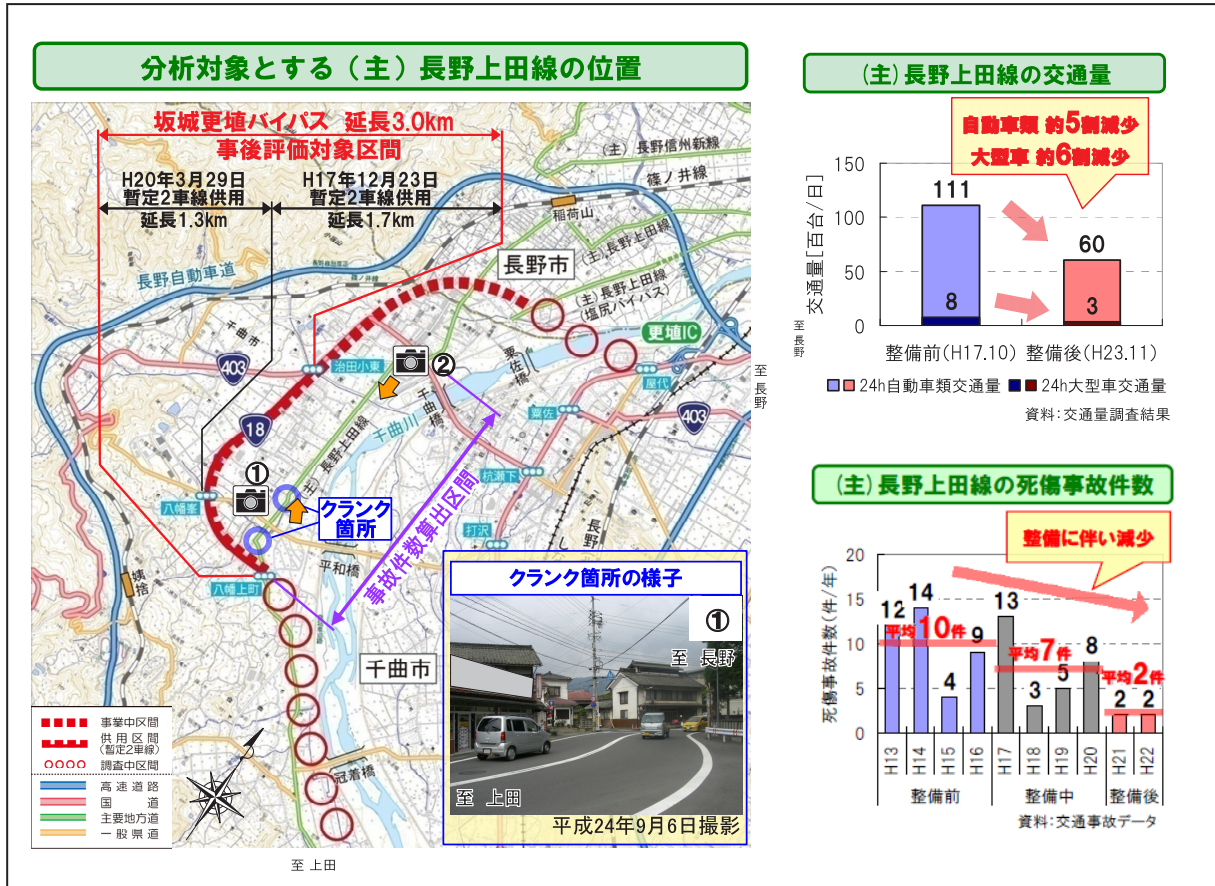 分析対象とする（主）長野上田線の位置
坂城更埴バイパス 延長3.0km
事後評価対象区間
H20年3月29日
暫定2車線供用
延長1.3km
H17年12月23日
暫定2車線供用
延長1.7km
(主)長野信州新線
篠ノ井線
稲荷山
(主)長野上田線
長野市
(主)長野上田線
(塩尻バイパス)
長野自動車道
篠ノ井線
千曲市
403
治田小東
②
更埴IC
粟佐橋
千曲橋
千曲川
屋代
粟佐
403
至 長野
18
(主)長野上田線
①
八幡峯
クランク
箇所
杭瀬下
打沢
事故件数算出区間
平和橋
八幡上町
姨捨
千曲市
冠着橋
長野
し
クランク箇所の様子
①
至 長野
至 上田
平成24年9月6日撮影
事業中区間
供用区間
(暫定2車線)
調査中区間
高速道路
国道
主要地方道
一般県道
至 上田
(主)長野上田線の交通量
自動車類 約5割減少
大型車 約6割減少
交通量[百台/日]
150
100
50
0
111
8
60
3
至 長野
整備前(H17.10) 整備後(H23.11)
24h自動車類交通量 24h大型車交通量
資料：交通量調査結果
(主)長野上田線の死傷事故件数
整備に伴い減少
死傷事故件数(件/年)
20
15
10
5
0
12 14 4 9 13 3 5 8 2 2
平均10件
平均7件
平均2件
H13 H14 H15 H16 H17 H18 H19 H20 H21 H22
整備前 整備中 整備後
資料：交通事故データ